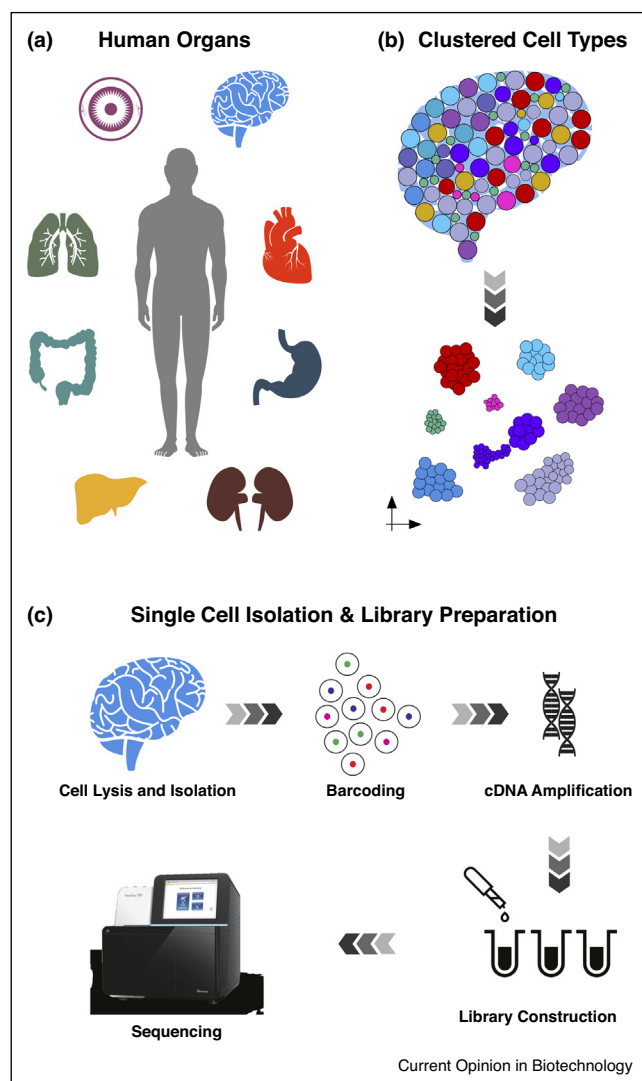 (a) Human Organs
(b) Clustered Cell Types
(c) Single Cell Isolation & Library Preparation
Cell Lysis and Isolation
Barcoding
cDNA Amplification
Sequencing
Library Construction
Current Opinion in Biotechnology